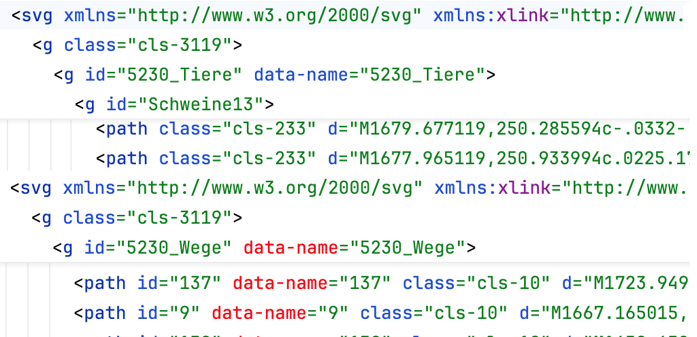 <svg xmlns="http://www.w3.org/2000/svg" xmlns:xlink="http://www.
<g class="cls-3119">
<g id="5230_Tiere" data-name="5230_Tiere">
<g id="Schweine13">
<path class="cls-233" d="M1679.677119,250.285594c-.0332-
<path class="cls-233" d="M1677.965119,250.933994c.0225.17
<svg xmlns="http://www.w3.org/2000/svg" xmlns:xlink="http://www.
<g class="cls-3119">
<g id="5230_Wege" data-name="5230_Wege">
<path id="137" data-name="137" class="cls-10" d="M1723.949
<path id="9" data-name="9" class="cls-10" d="M1667.165015,